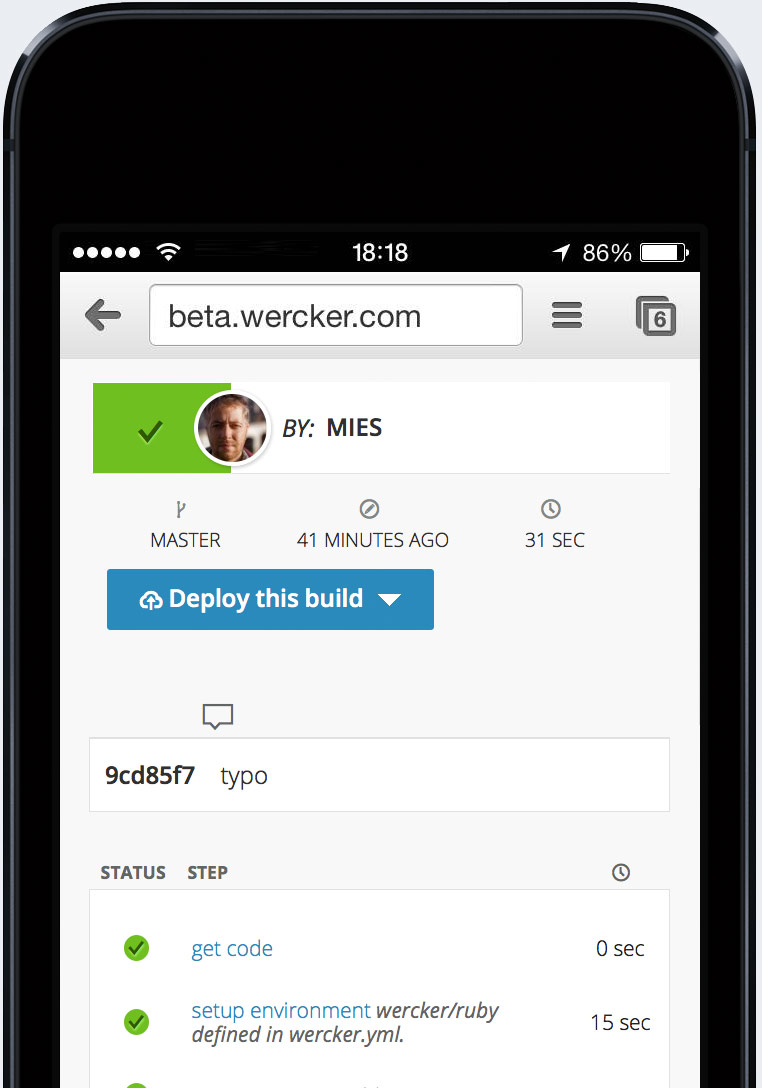 18:18 86%
beta.wercker.com 6
BY: MIES
MASTER 41 MINUTES AGO 31 SEC
Deploy this build
9cd85f7 typo
STATUS STEP
get code 0 sec
setup environment wercker/ruby
defined in wercker.yml. 15 sec